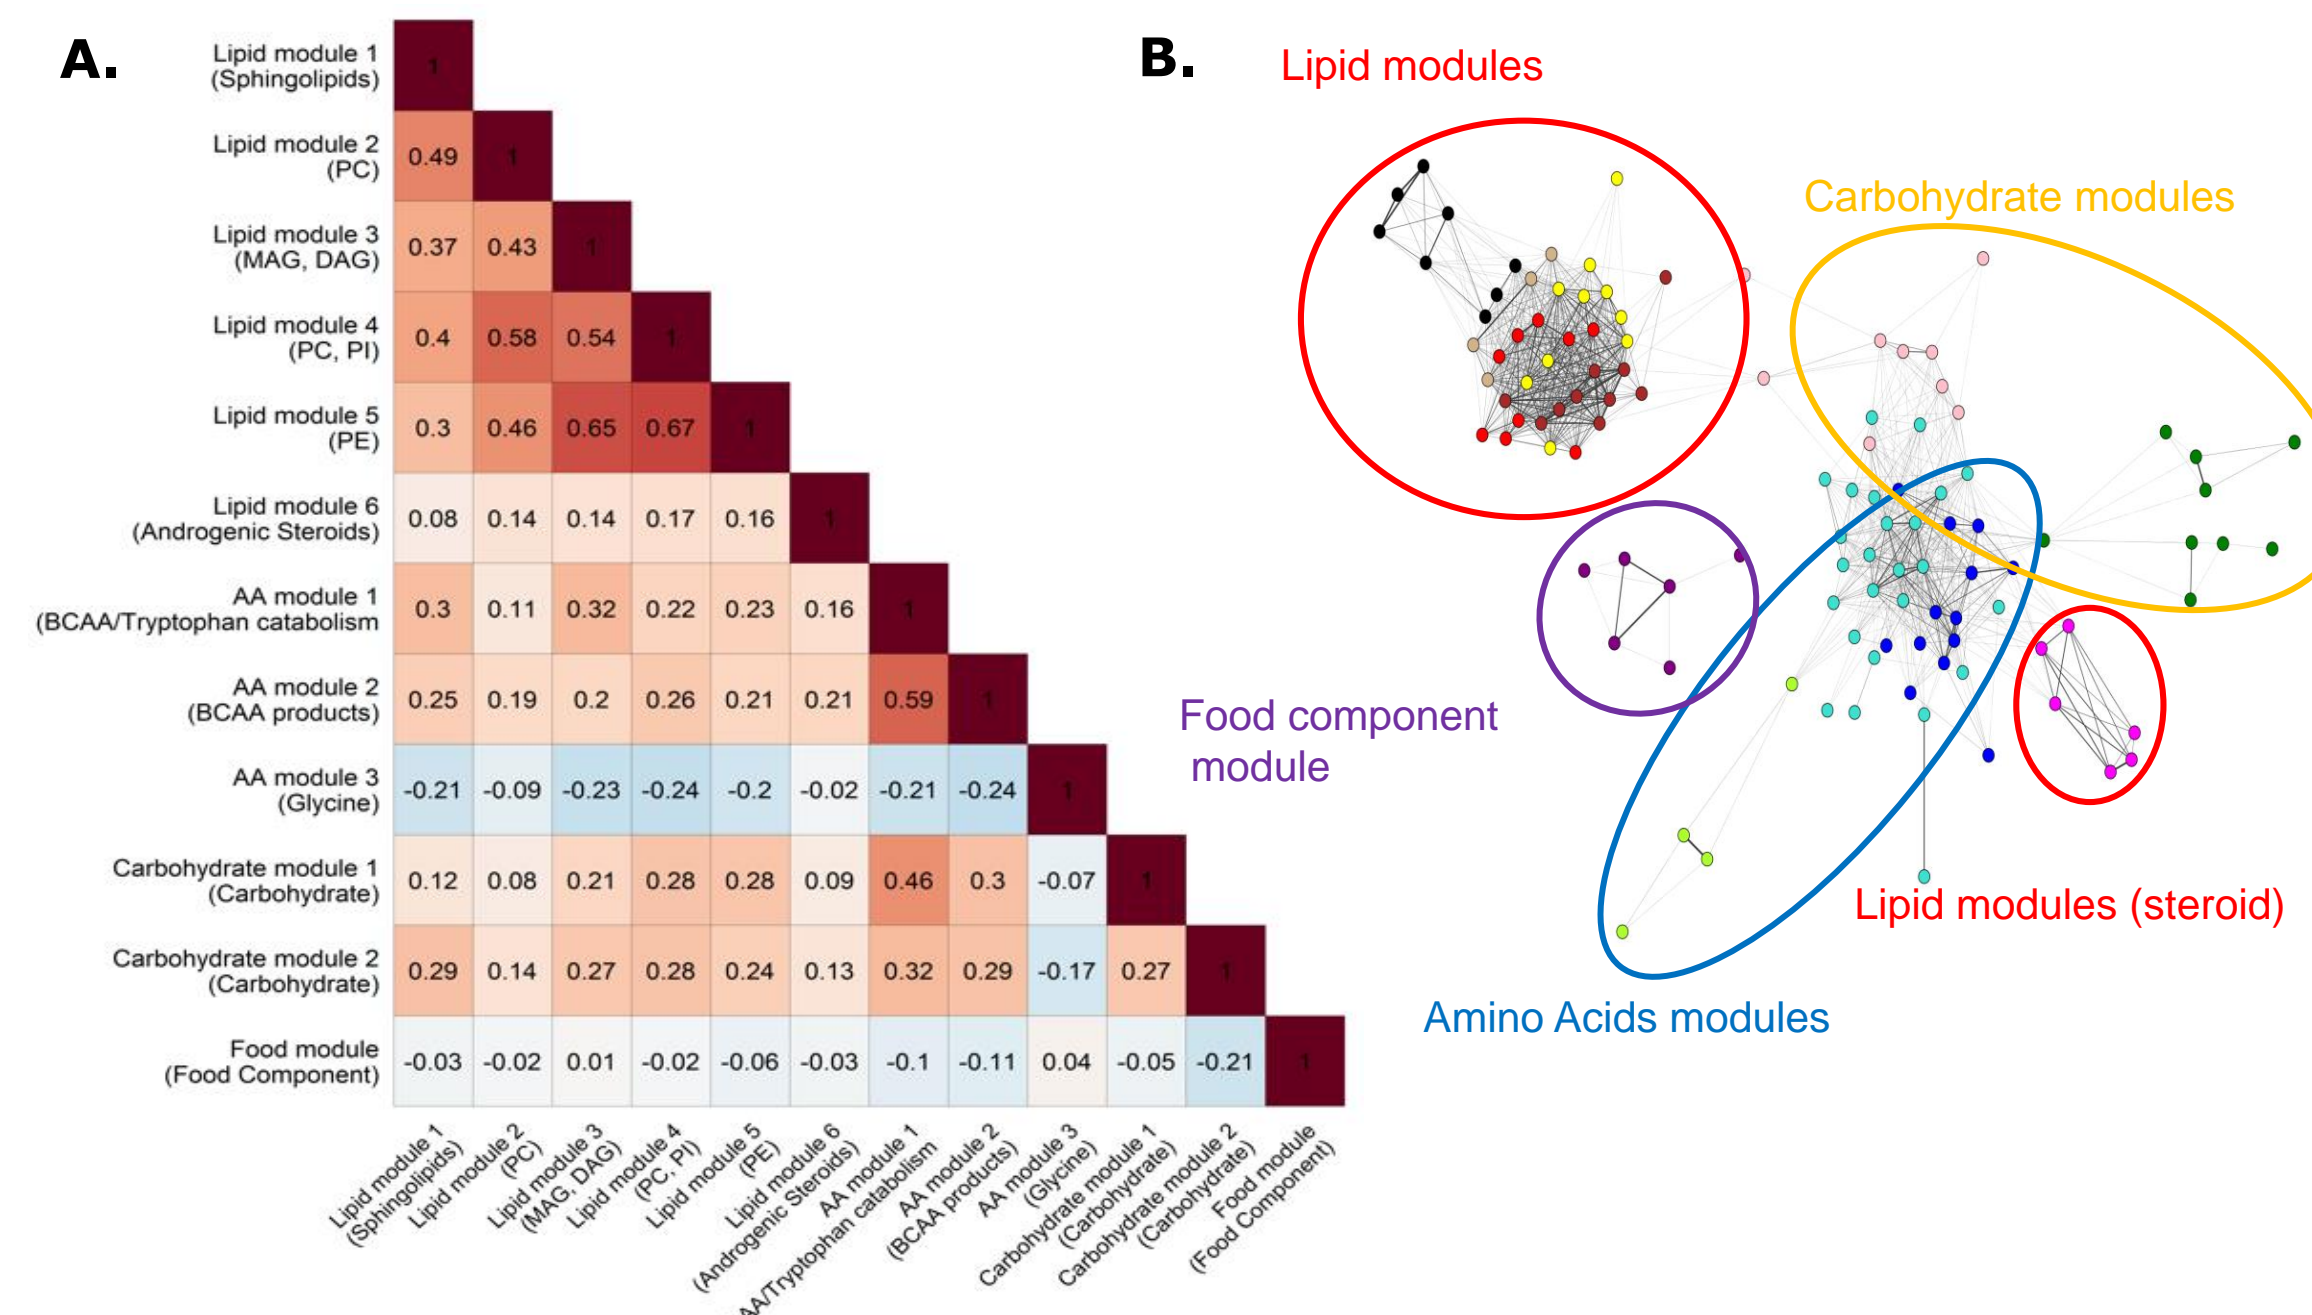 A.
Lipid module 1
(Sphingolipids)
1
Lipid module 2
(PC)
0.49 1
Lipid module 3
(MAG, DAG)
0.37 0.43 1
Lipid module 4
(PC, PI)
0.4 0.58 0.54 1
Lipid module 5
(PE)
0.3 0.46 0.65 0.67 1
Lipid module 6
(Androgenic Steroids)
0.08 0.14 0.14 0.17 0.16 1
AA module 1
(BCAA/Tryptophan catabolism
0.3 0.11 0.32 0.22 0.23 0.16 1
AA module 2
(BCAA products)
0.25 0.19 0.2 0.26 0.21 0.21 0.59 1
AA module 3
(Glycine)
-0.21 -0.09 -0.23 -0.24 -0.2 -0.02 -0.21 -0.24 1
Carbohydrate module 1
(Carbohydrate)
0.12 0.08 0.21 0.28 0.28 0.09 0.46 0.3 -0.07 1
Carbohydrate module 2
(Carbohydrate)
0.29 0.14 0.27 0.28 0.24 0.13 0.32 0.29 -0.17 0.27 1
Food module
(Food Component)
-0.03 -0.02 0.01 -0.02 -0.06 -0.03 -0.1 -0.11 0.04 -0.05 -0.21 1
Lipid module 1
(Sphingolipids)
Lipid module 2
(PC)
Lipid module 3
(MAG, DAG)
Lipid module 4
(PC, PI)
Lipid module 5
(PE)
Lipid module 6
(Androgenic Steroids)
AA module 1
AA/Tryptophan catabolism
AA module 2
(BCAA products)
AA module 3
(Glycine)
Carbohydrate module 1
(Carbohydrate)
Carbohydrate module 2
(Carbohydrate)
Food module
(Food Component)
B.
Lipid modules
Carbohydrate modules
Food component
module
Lipid modules (steroid)
Amino Acids modules